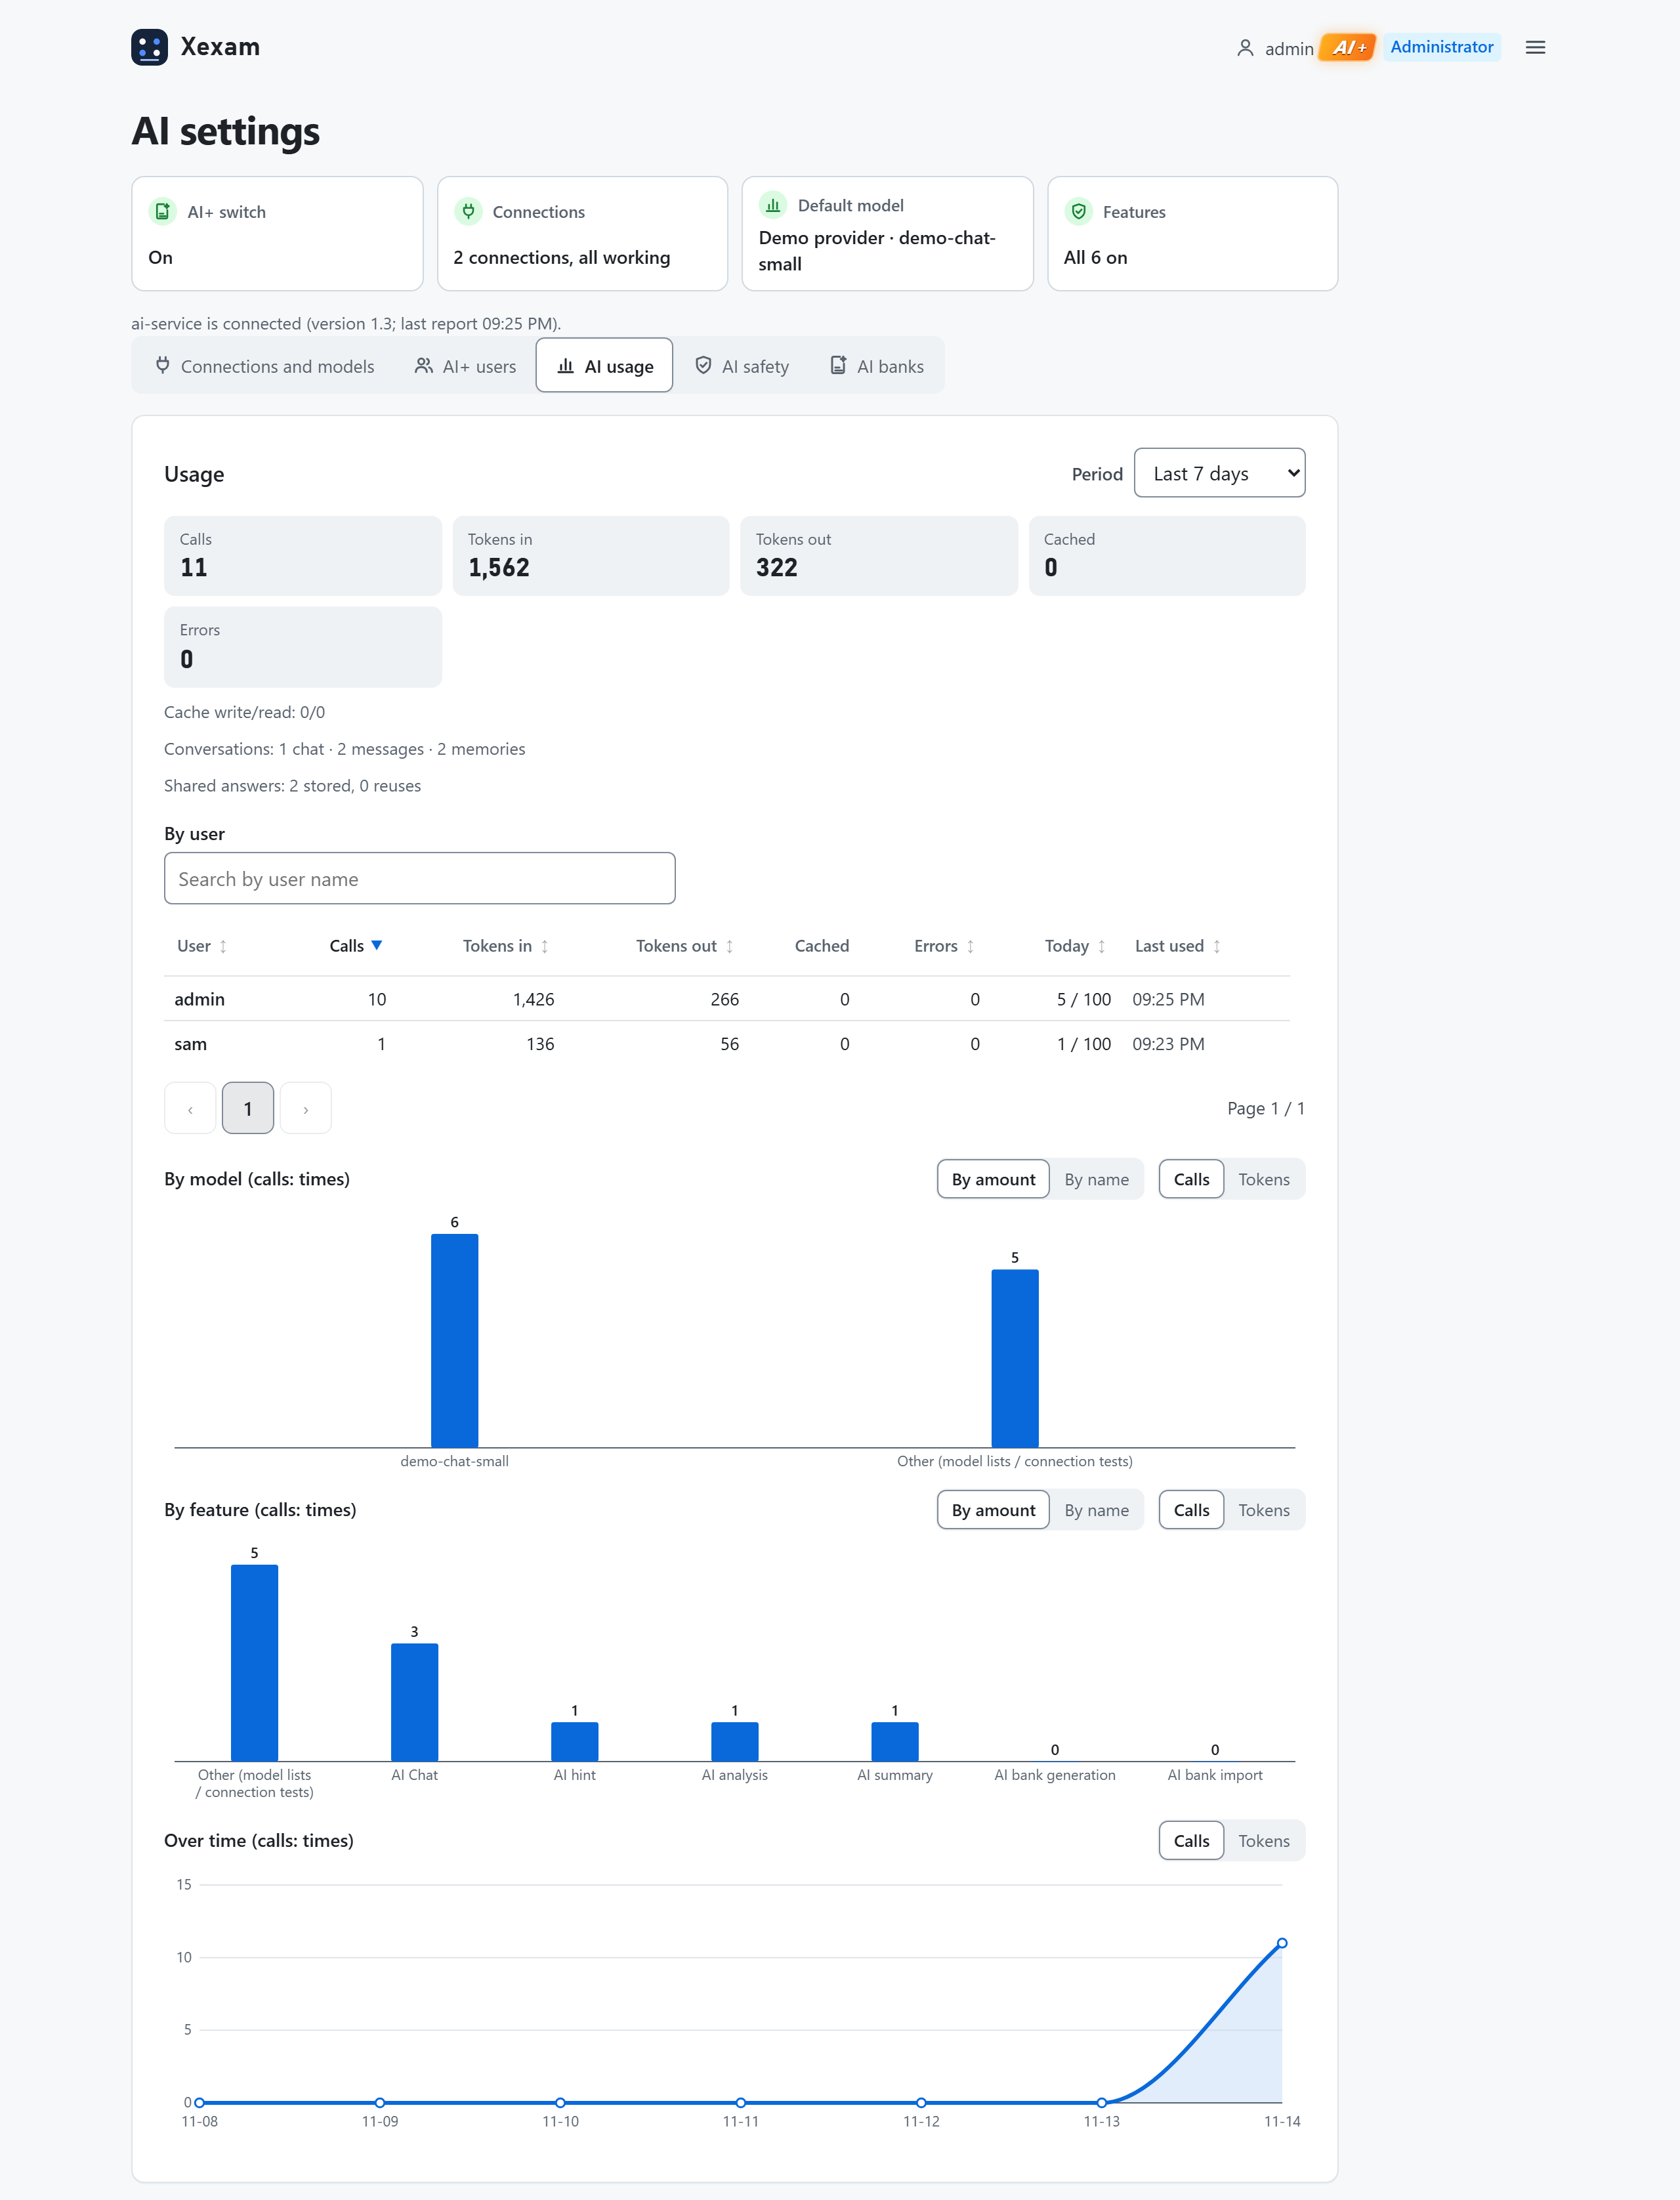 Xexam
admin AI+ Administrator
AI settings
AI+ switch
On
Connections
2 connections, all working
Default model
Demo provider · demo-chat-
small
Features
All 6 on
ai-service is connected (version 1.3; last report 09:25 PM).
Connections and models AI+ users AI usage AI safety AI banks
Usage
Period Last 7 days
Calls
11
Tokens in
1,562
Tokens out
322
Cached
0
Errors
0
Cache write/read: 0/0
Conversations: 1 chat · 2 messages · 2 memories
Shared answers: 2 stored, 0 reuses
By user
Search by user name
User ↕ Calls ▼ Tokens in ↕ Tokens out ↕ Cached Errors ↕ Today ↕ Last used ↕
admin 10 1,426 266 0 0 5 / 100 09:25 PM
sam 1 136 56 0 0 1 / 100 09:23 PM
‹ 1 › Page 1 / 1
By model (calls: times) By amount By name Calls Tokens
6
5
demo-chat-small Other (model lists / connection tests)
By feature (calls: times) By amount By name Calls Tokens
5
3
1 1 1
0 0
Other (model lists
/ connection tests)
AI Chat AI hint AI analysis AI summary AI bank generation AI bank import
Over time (calls: times) Calls Tokens
15
10
5
0
11-08 11-09 11-10 11-11 11-12 11-13 11-14